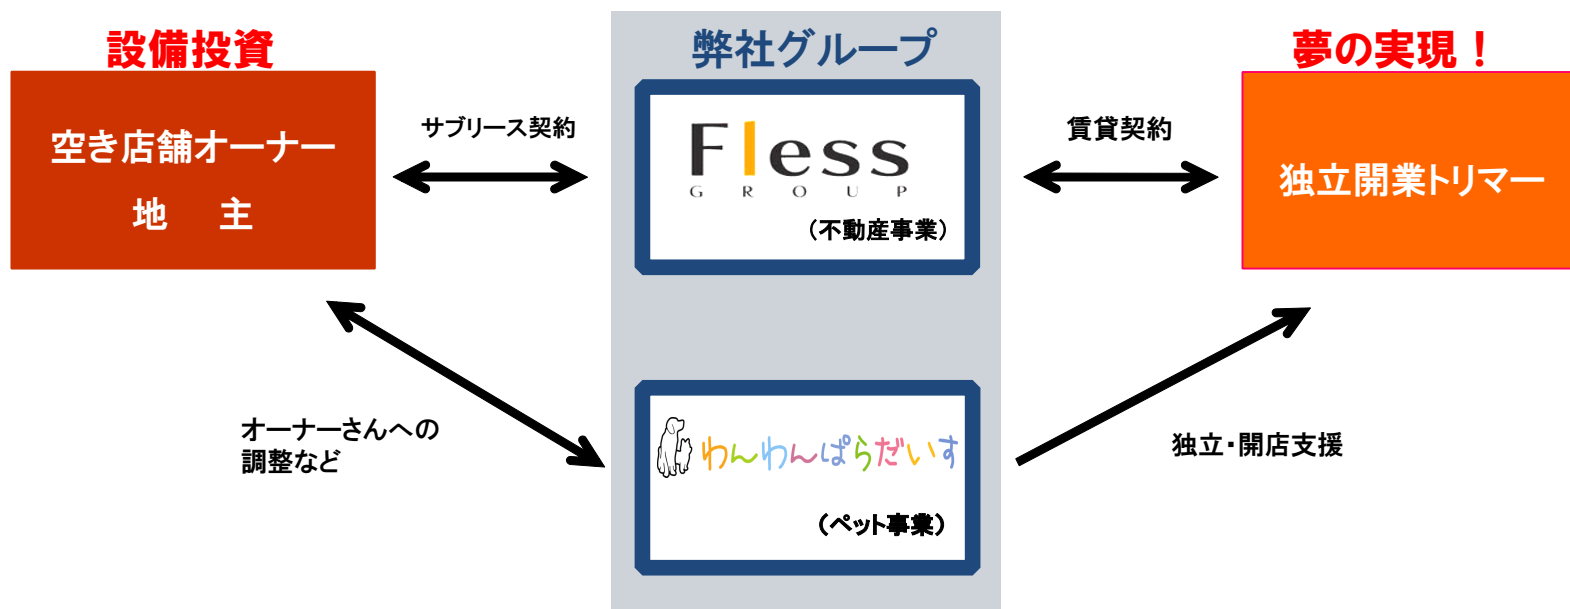 設備投資
弊社グループ
夢の実現！
空き店舗オーナー
地　主
サブリース契約
Fless
GROUP
（不動産事業）
賃貸契約
独立開業トリマー
オーナーさんへの
調整など
わんわんぱらだいす
（ペット事業）
独立・開店支援